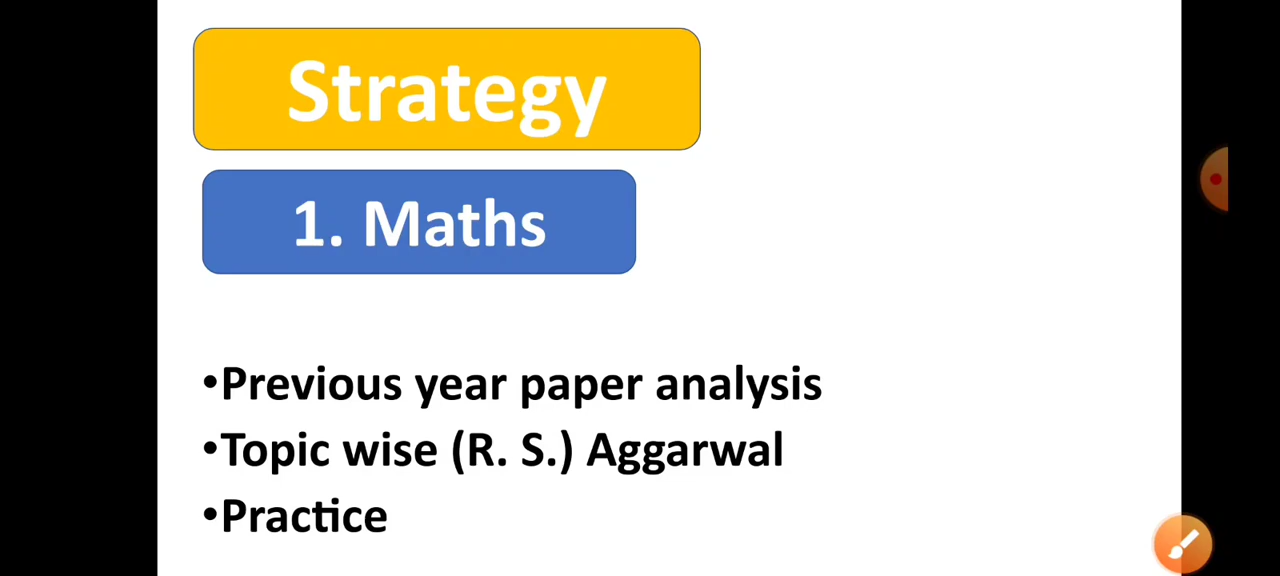 Strategy
1. Maths
•Previous year paper analysis
•Topic wise (R. S.) Aggarwal
•Practice